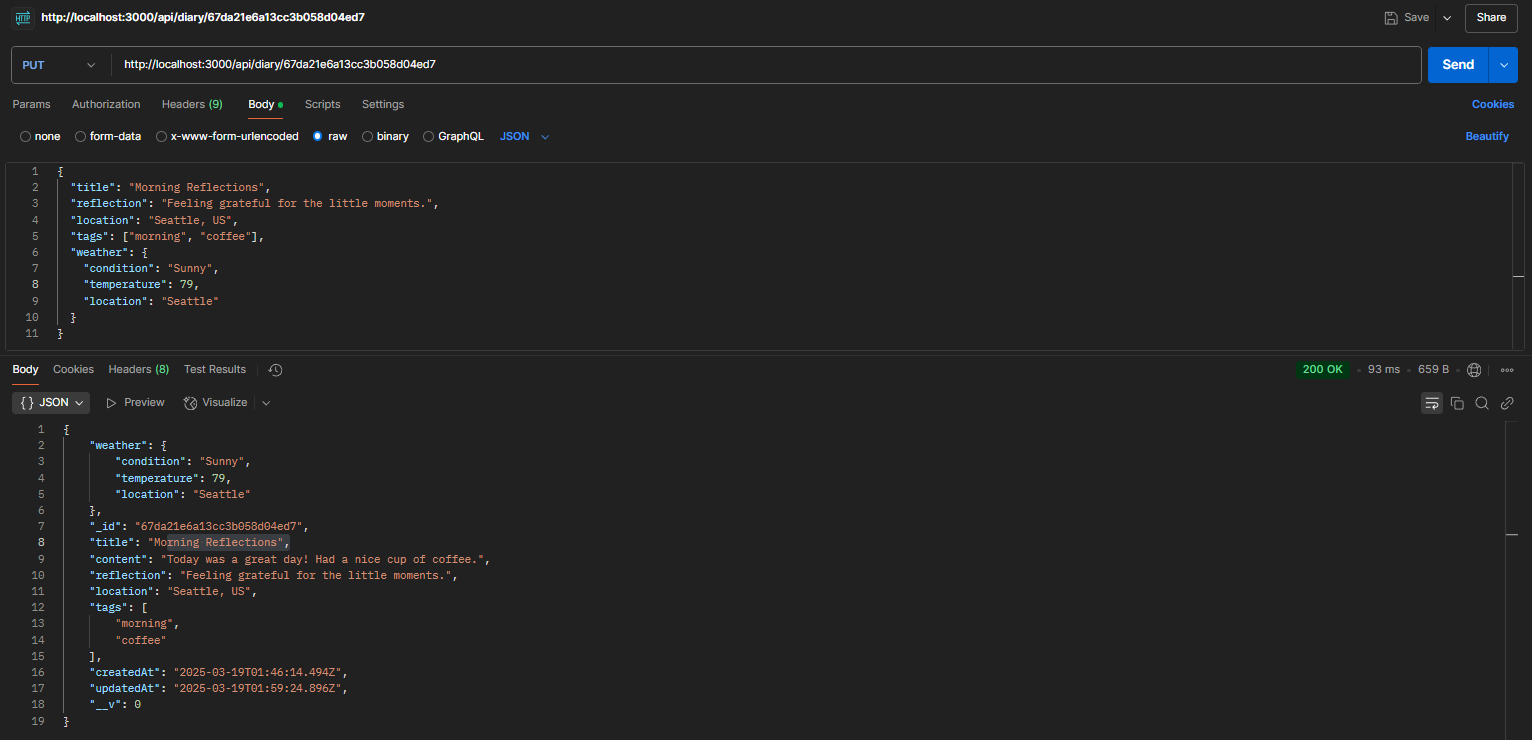 HTTP http://localhost:3000/api/diary/67da21e6a13cc3b058d04ed7 Save Share
PUT http://localhost:3000/api/diary/67da21e6a13cc3b058d04ed7 Send
Params Authorization Headers (9) Body Scripts Settings Cookies
none form-data x-www-form-urlencoded raw binary GraphQL JSON Beautify
1 {
2 "title": "Morning Reflections",
3 "reflection": "Feeling grateful for the little moments.",
4 "location": "Seattle, US",
5 "tags": ["morning", "coffee"],
6 "weather": {
7 "condition": "Sunny",
8 "temperature": 79,
9 "location": "Seattle"
10 }
11 }
Body Cookies Headers (8) Test Results 200 OK 93 ms 659 B
{} JSON Preview Visualize
1 {
2 "weather": {
3 "condition": "Sunny",
4 "temperature": 79,
5 "location": "Seattle"
6 },
7 "_id": "67da21e6a13cc3b058d04ed7",
8 "title": "Morning Reflections",
9 "content": "Today was a great day! Had a nice cup of coffee.",
10 "reflection": "Feeling grateful for the little moments.",
11 "location": "Seattle, US",
12 "tags": [
13 "morning",
14 "coffee"
15 ],
16 "createdAt": "2025-03-19T01:46:14.494Z",
17 "updatedAt": "2025-03-19T01:59:24.896Z",
18 "__v": 0
19 }